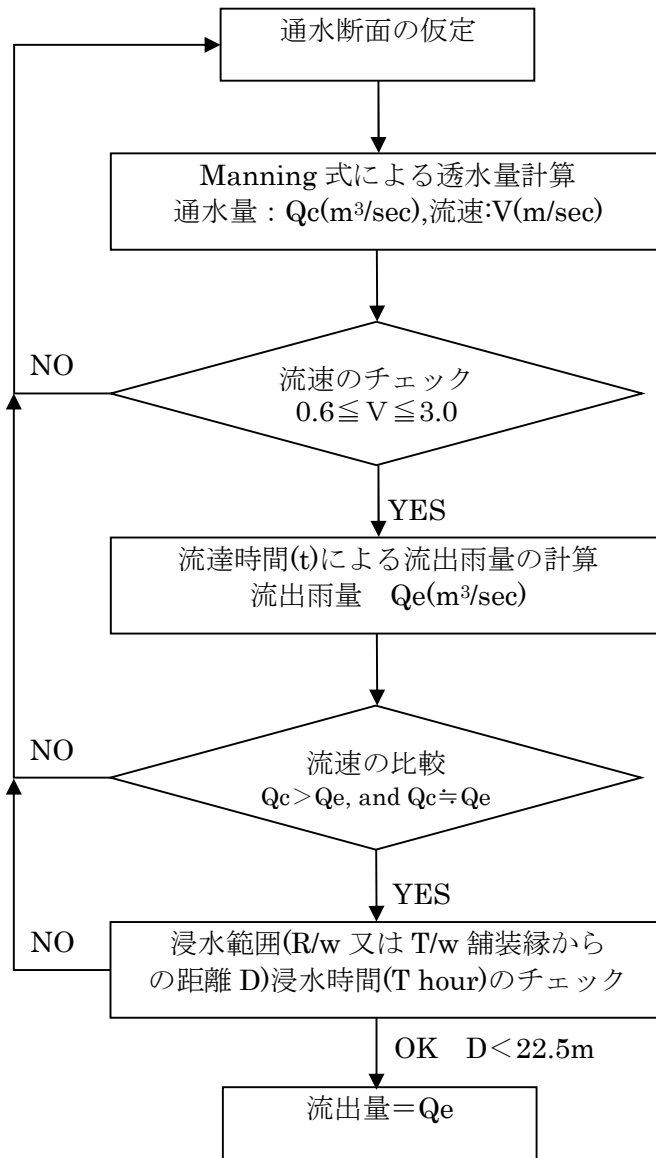 通水断面の仮定
Manning 式による透水量計算
通水量：Qc(m³/sec),流速:V(m/sec)
NO
流速のチェック
0.6≦V≦3.0
YES
流達時間(t)による流出雨量の計算
流出雨量　Qe(m³/sec)
NO
流速の比較
Qc＞Qe, and Qc≒Qe
YES
NO
浸水範囲(R/w 又は T/w 舗装縁から
の距離 D)浸水時間(T hour)のチェック
OK　D＜22.5m
流出量＝Qe